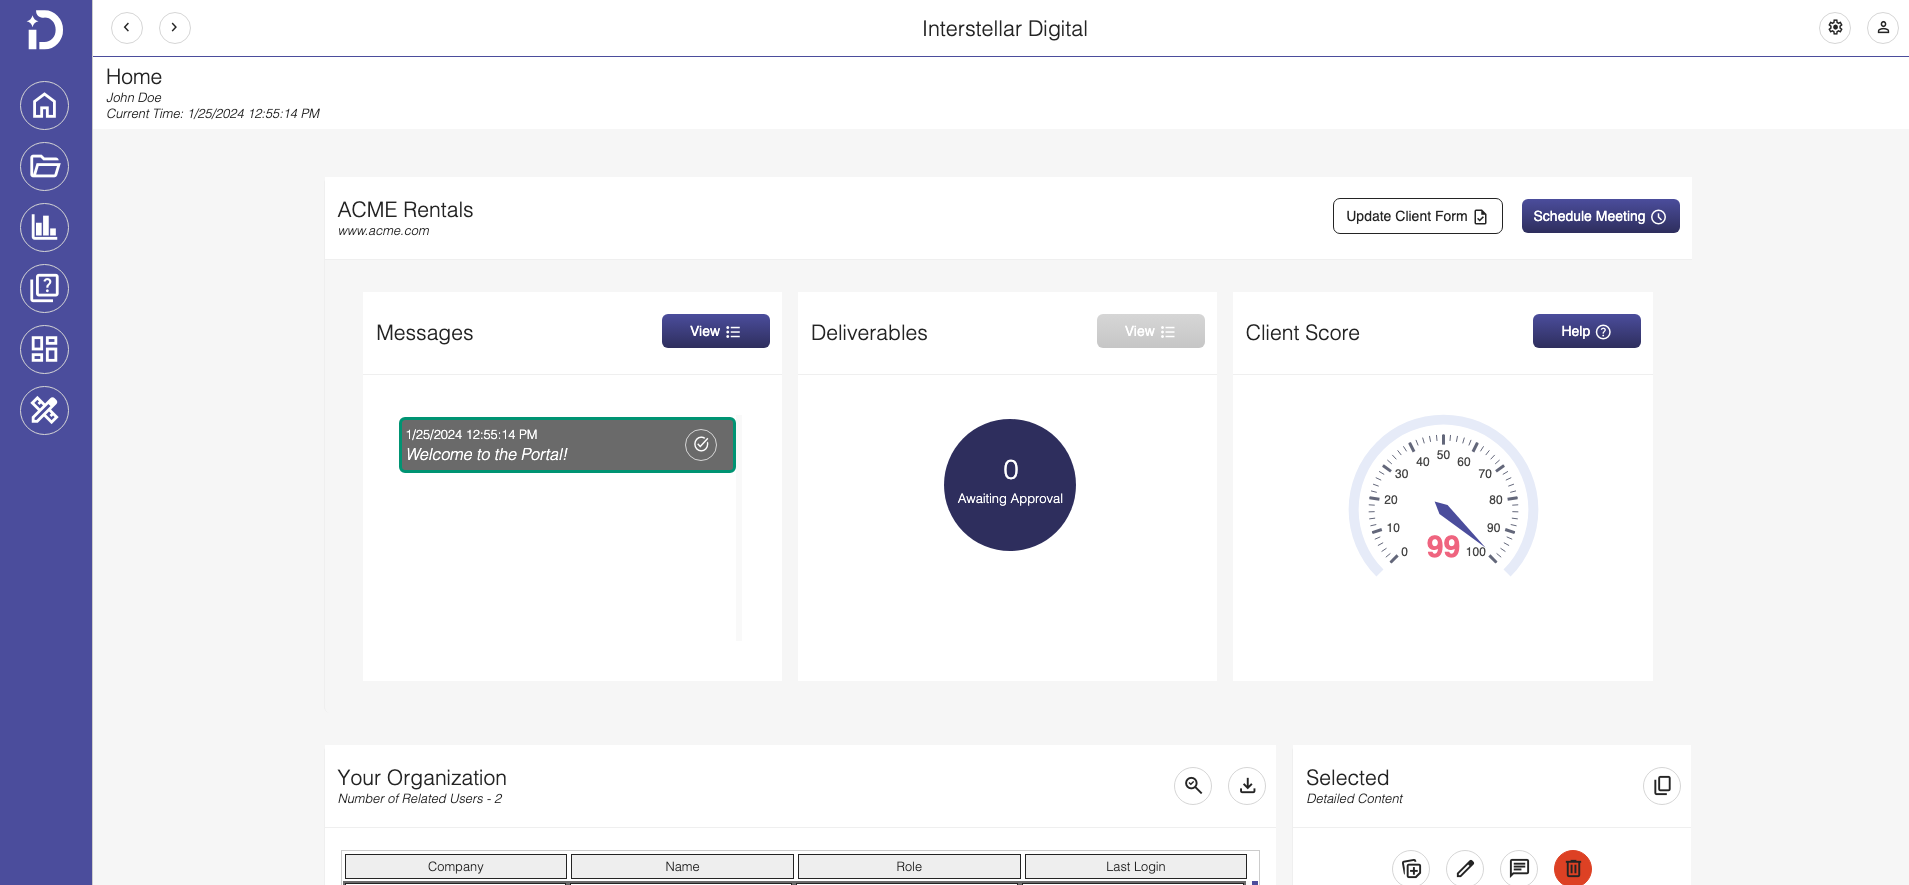 Interstellar Digital
Home
John Doe
Current Time: 1/25/2024 12:55:14 PM
ACME Rentals
www.acme.com
Update Client Form
Schedule Meeting
Messages
View
1/25/2024 12:55:14 PM
Welcome to the Portal!
Deliverables
View
0
Awaiting Approval
Client Score
Help
0
10
20
30
40
50
60
70
80
90
100
99
Your Organization
Number of Related Users - 2
Company Name Role Last Login
Selected
Detailed Content